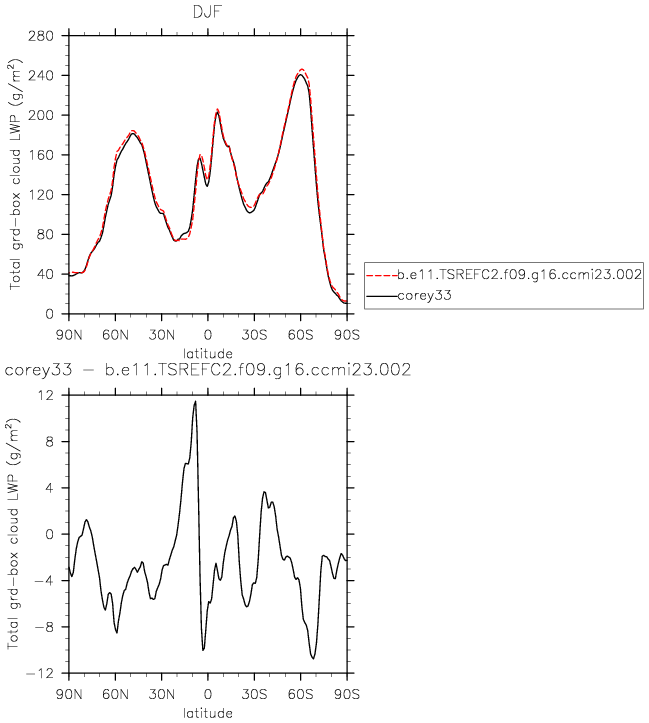 DJF
280
240
200
160
120
80
40
0
Total grd-box cloud LWP (g/m²)
90N 60N 30N 0 30S 60S 90S
latitude
b.e11.TSREFC2.f09.g16.ccmi23.002
corey33
corey33 - b.e11.TSREFC2.f09.g16.ccmi23.002
12
8
4
0
-4
-8
-12
Total grd-box cloud LWP (g/m²)
90N 60N 30N 0 30S 60S 90S
latitude